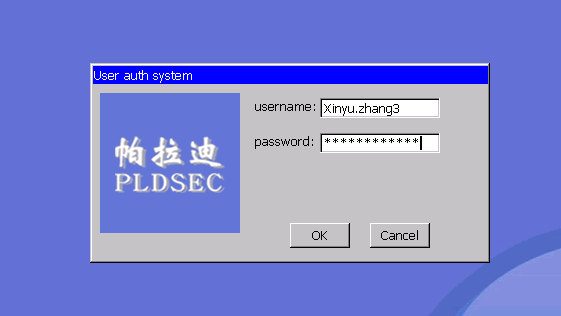 User auth system
帕拉迪
PLDSEC
username: Xinyu.zhang3
password: ************
OK Cancel